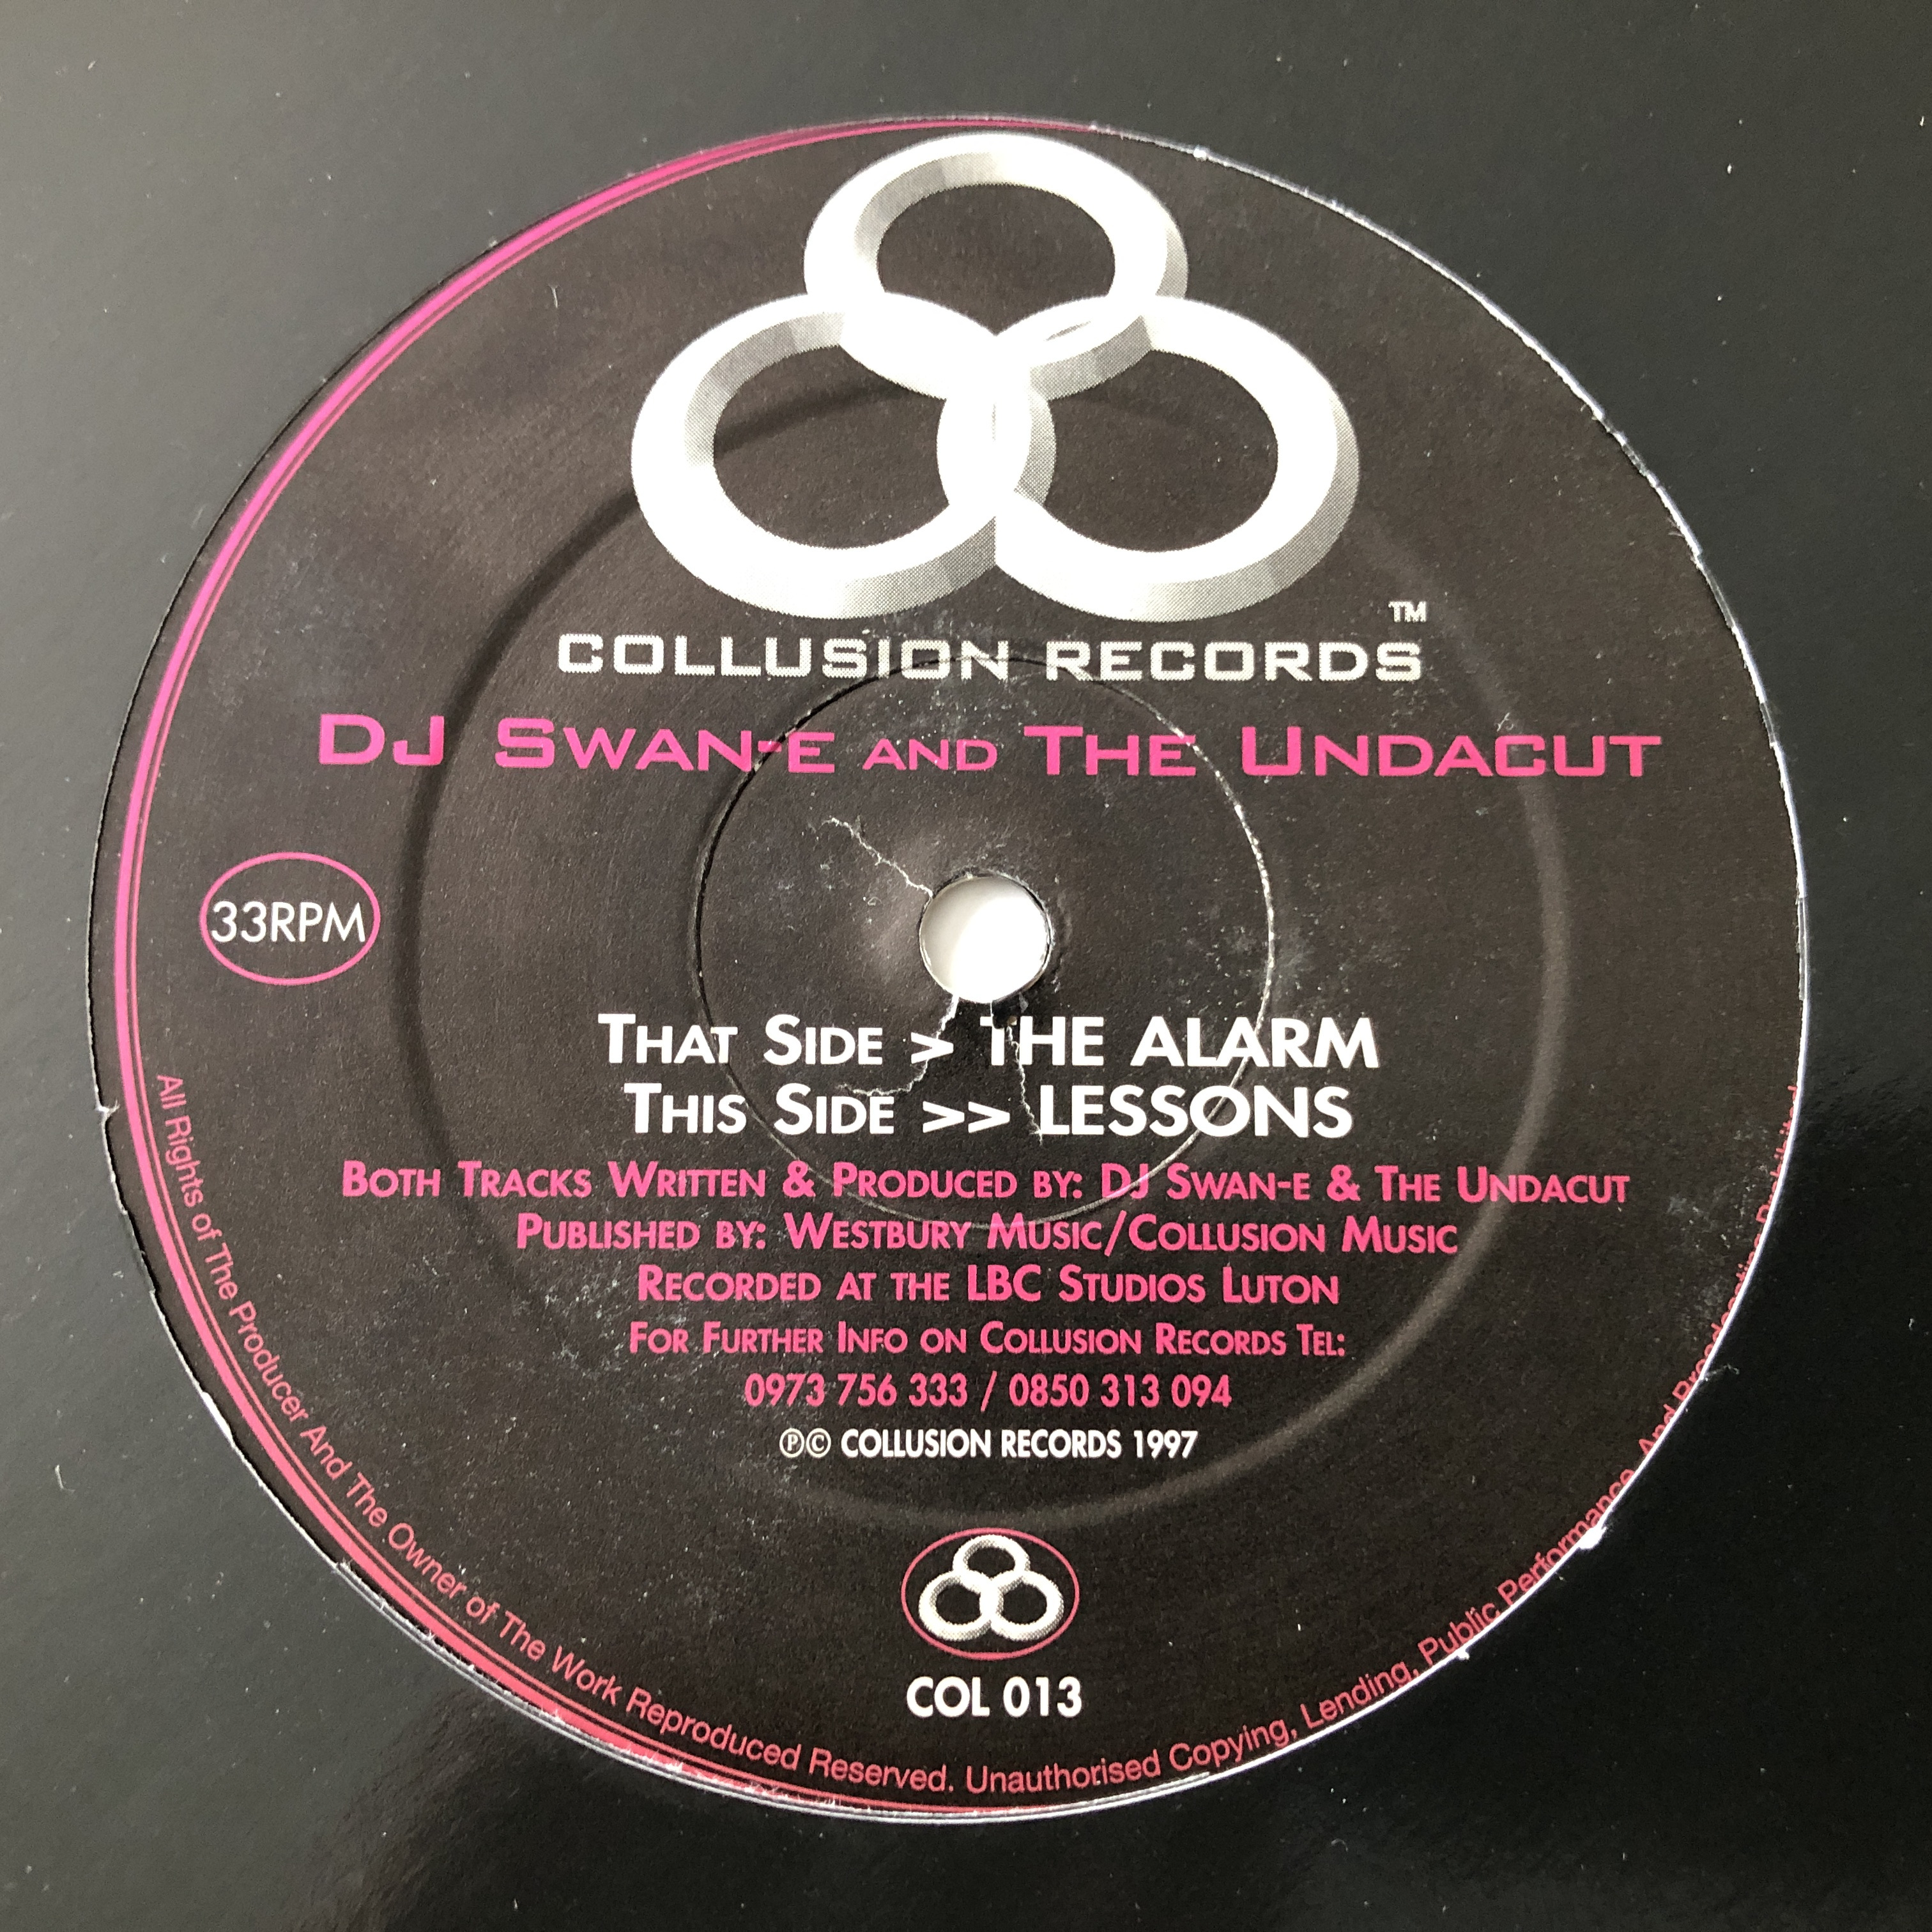 TM
COLLUSION RECORDS
DJ SWAN-E AND THE UNDACUT
33RPM
THAT SIDE > THE ALARM
THIS SIDE >> LESSONS
BOTH TRACKS WRITTEN & PRODUCED BY: DJ SWAN-E & THE UNDACUT
PUBLISHED BY: WESTBURY MUSIC/COLLUSION MUSIC
RECORDED AT THE LBC STUDIOS LUTON
FOR FURTHER INFO ON COLLUSION RECORDS TEL:
0973 756 333 / 0850 313 094
℗© COLLUSION RECORDS 1997
COL 013
All Rights of The Producer And The Owner of The Work Reproduced Reserved. Unauthorised Copying, Lending, Public Performance, And